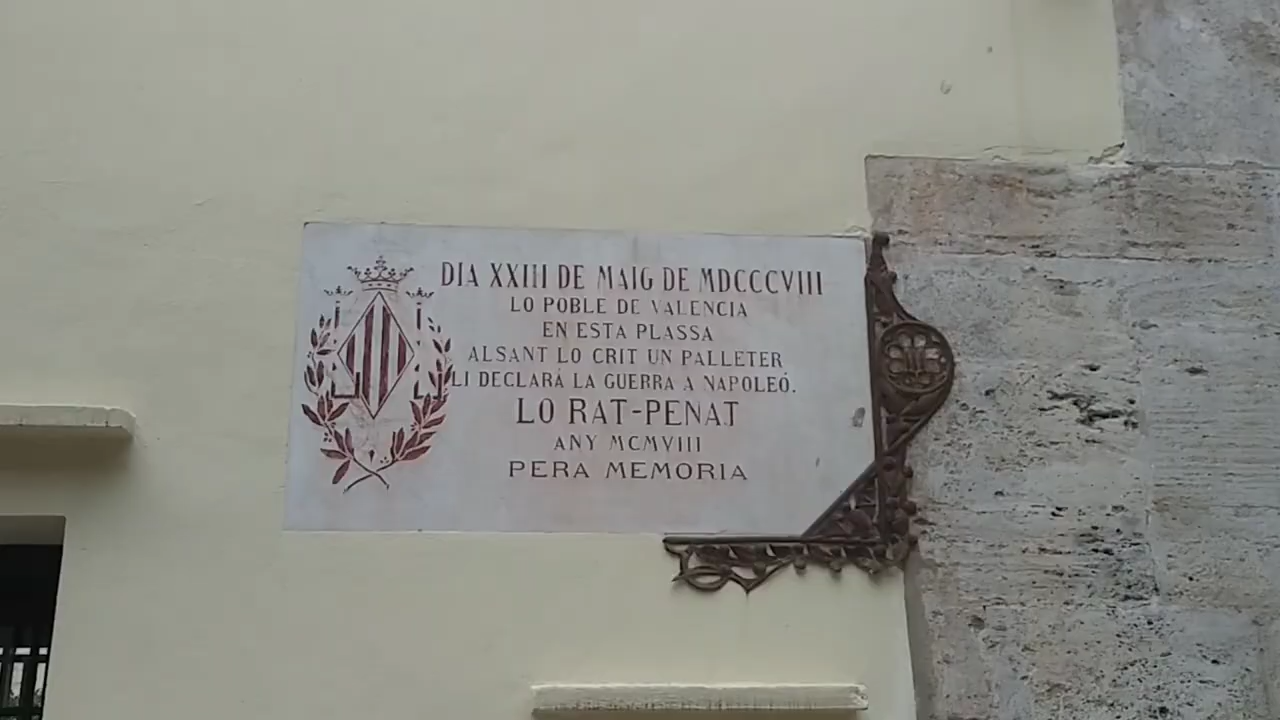 DIA XXIII DE MAIG DE MDCCCVIII
LO POBLE DE VALENCIA
EN ESTA PLASSA
ALSANT LO CRIT UN PALLETER
LI DECLARÁ LA GUERRA A NAPOLEÓ.
LO RAT-PENAT
ANY MCMVIII
PERA MEMORIA